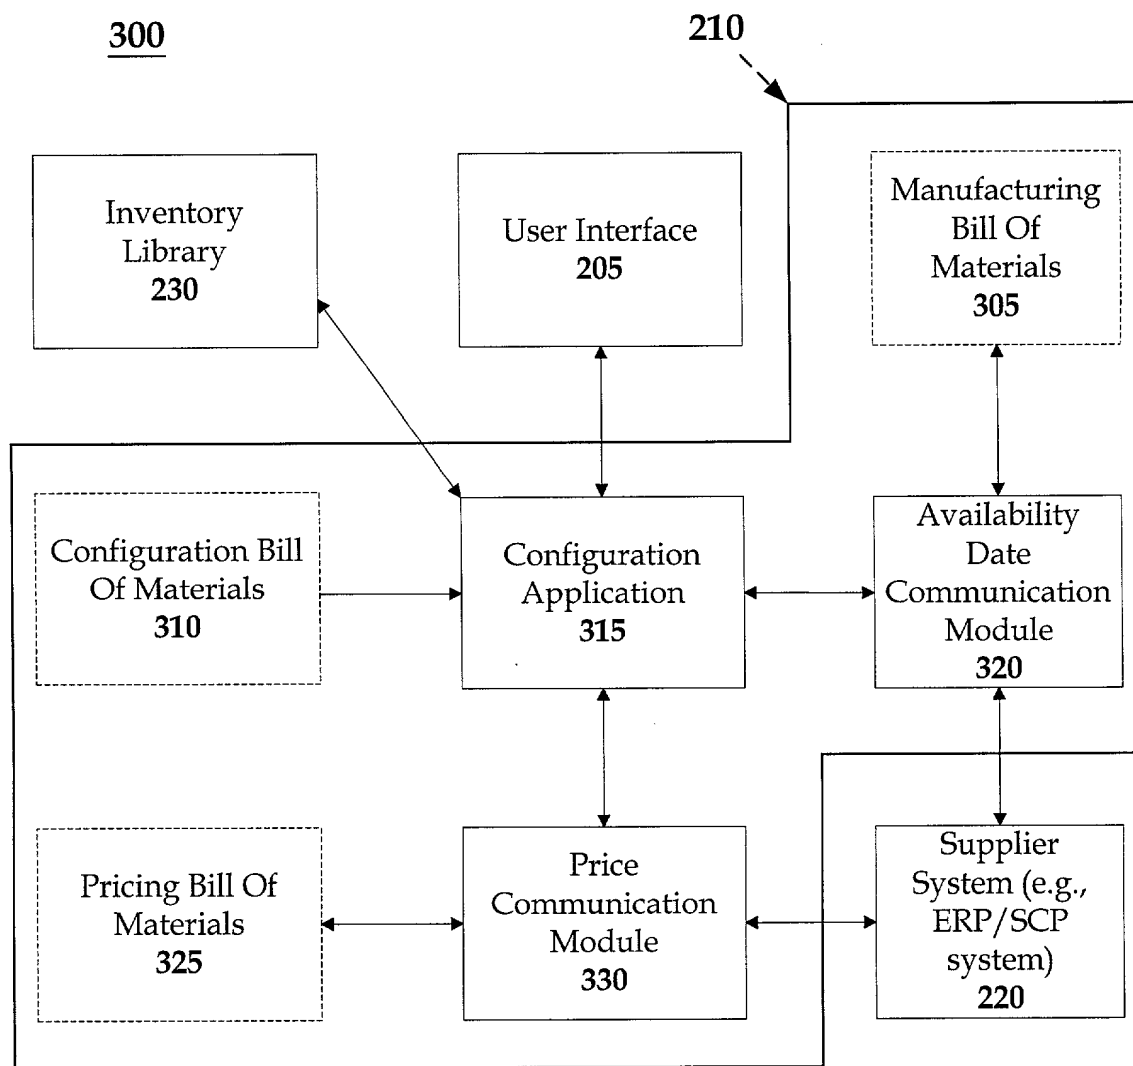 300
210
Inventory
Library
230
User Interface
205
Manufacturing
Bill Of
Materials
305
Configuration Bill
Of Materials
310
Configuration
Application
315
Availability
Date
Communication
Module
320
Pricing Bill Of
Materials
325
Price
Communication
Module
330
Supplier
System (e.g.,
ERP/SCP
system)
220